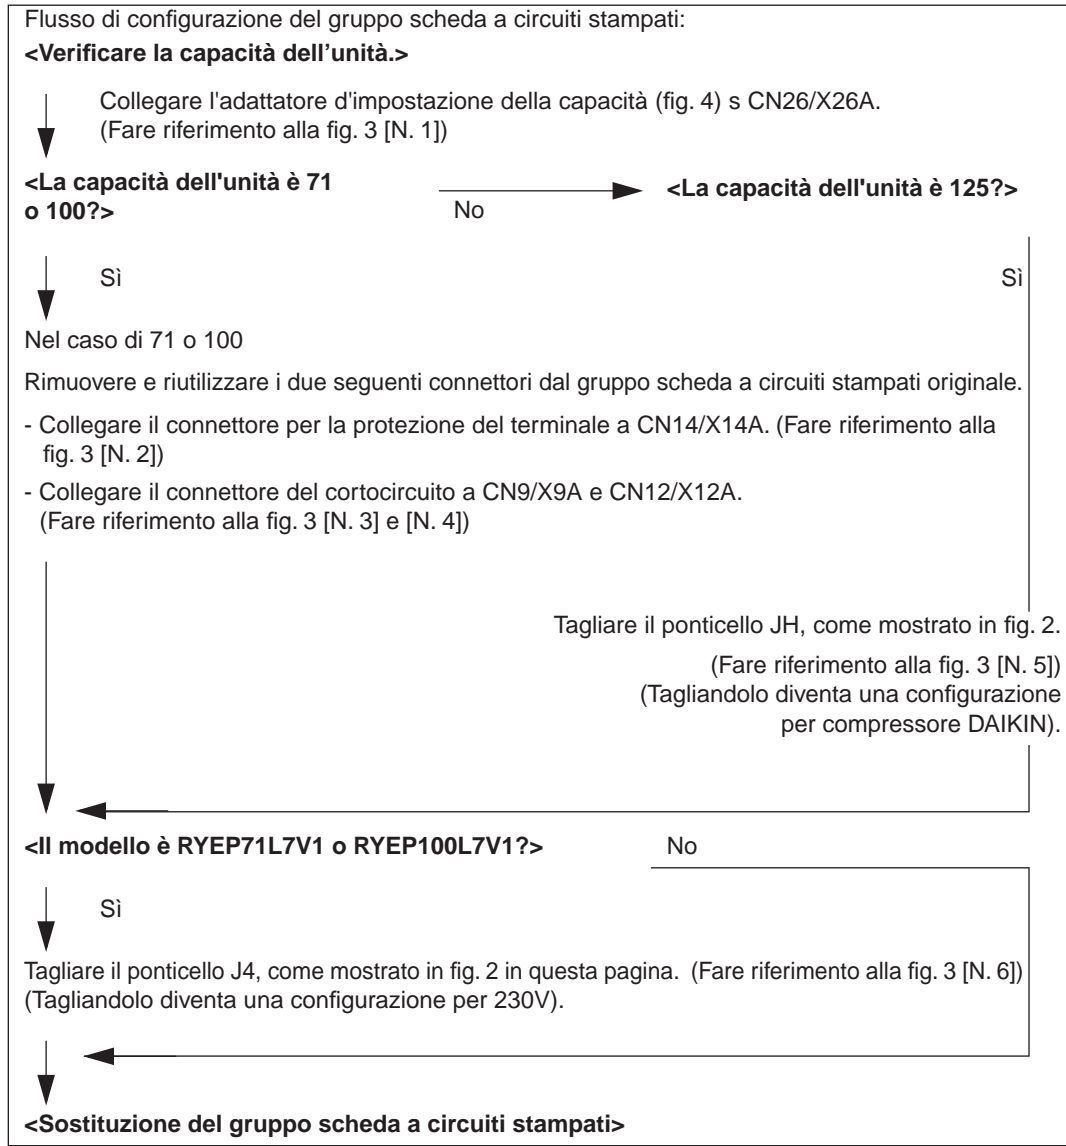 Flusso di configurazione del gruppo scheda a circuiti stampati:
<Verificare la capacità dell'unità.>
Collegare l'adattatore d'impostazione della capacità (fig. 4) s CN26/X26A.
(Fare riferimento alla fig. 3 [N. 1])
<La capacità dell'unità è 71
o 100?>
No
<La capacità dell'unità è 125?>
Sì
Sì
Nel caso di 71 o 100
Rimuovere e riutilizzare i due seguenti connettori dal gruppo scheda a circuiti stampati originale.
- Collegare il connettore per la protezione del terminale a CN14/X14A. (Fare riferimento alla
fig. 3 [N. 2])
- Collegare il connettore del cortocircuito a CN9/X9A e CN12/X12A.
(Fare riferimento alla fig. 3 [N. 3] e [N. 4])
Tagliare il ponticello JH, come mostrato in fig. 2.
(Fare riferimento alla fig. 3 [N. 5])
(Tagliandolo diventa una configurazione
per compressore DAIKIN).
<Il modello è RYEP71L7V1 o RYEP100L7V1?>
No
Sì
Tagliare il ponticello J4, come mostrato in fig. 2 in questa pagina. (Fare riferimento alla fig. 3 [N. 6])
(Tagliandolo diventa una configurazione per 230V).
<Sostituzione del gruppo scheda a circuiti stampati>